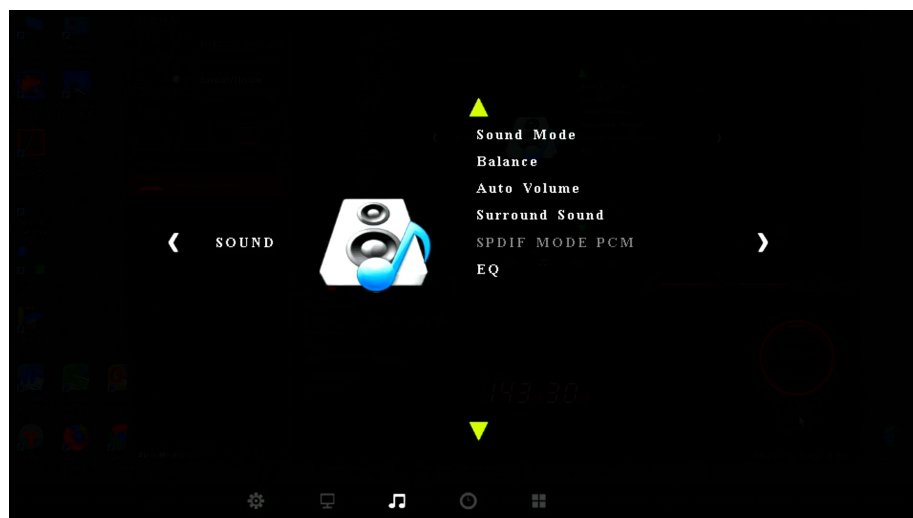 Sound Mode
Balance
Auto Volume
Surround Sound
SOUND
SPDIF MODE PCM
EQ